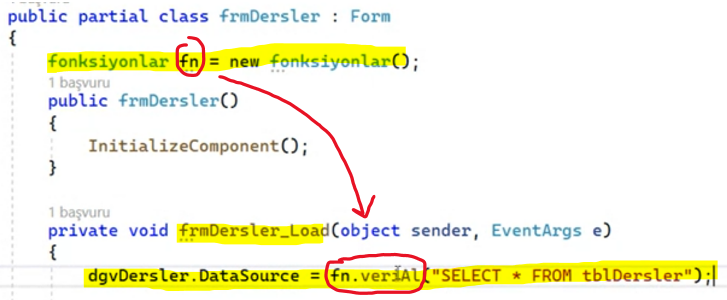 public partial class frmDersler : Form
{
fonksiyonlar fn = new fonksiyonlar();
1 başvuru
public frmDersler()
{
InitializeComponent();
}
1 başvuru
private void frmDersler_Load(object sender, EventArgs e)
{
dgvDersler.DataSource = fn.veriAl("SELECT * FROM tblDersler");